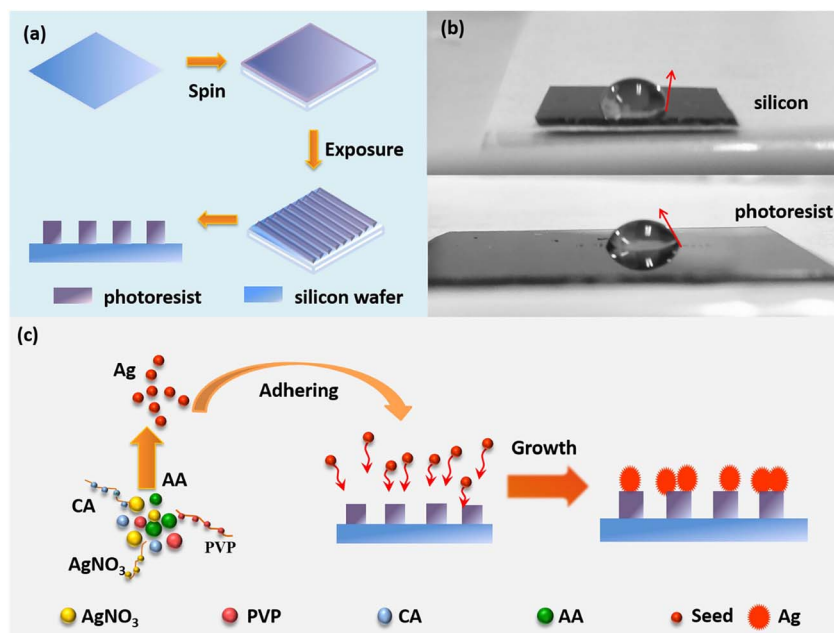 (a)
Spin
Exposure
photoresist
silicon wafer
(b)
silicon
photoresist
(c)
Ag
Adhering
Growth
AA
CA
PVP
AgNO₃
AgNO₃
PVP
CA
AA
Seed
Ag